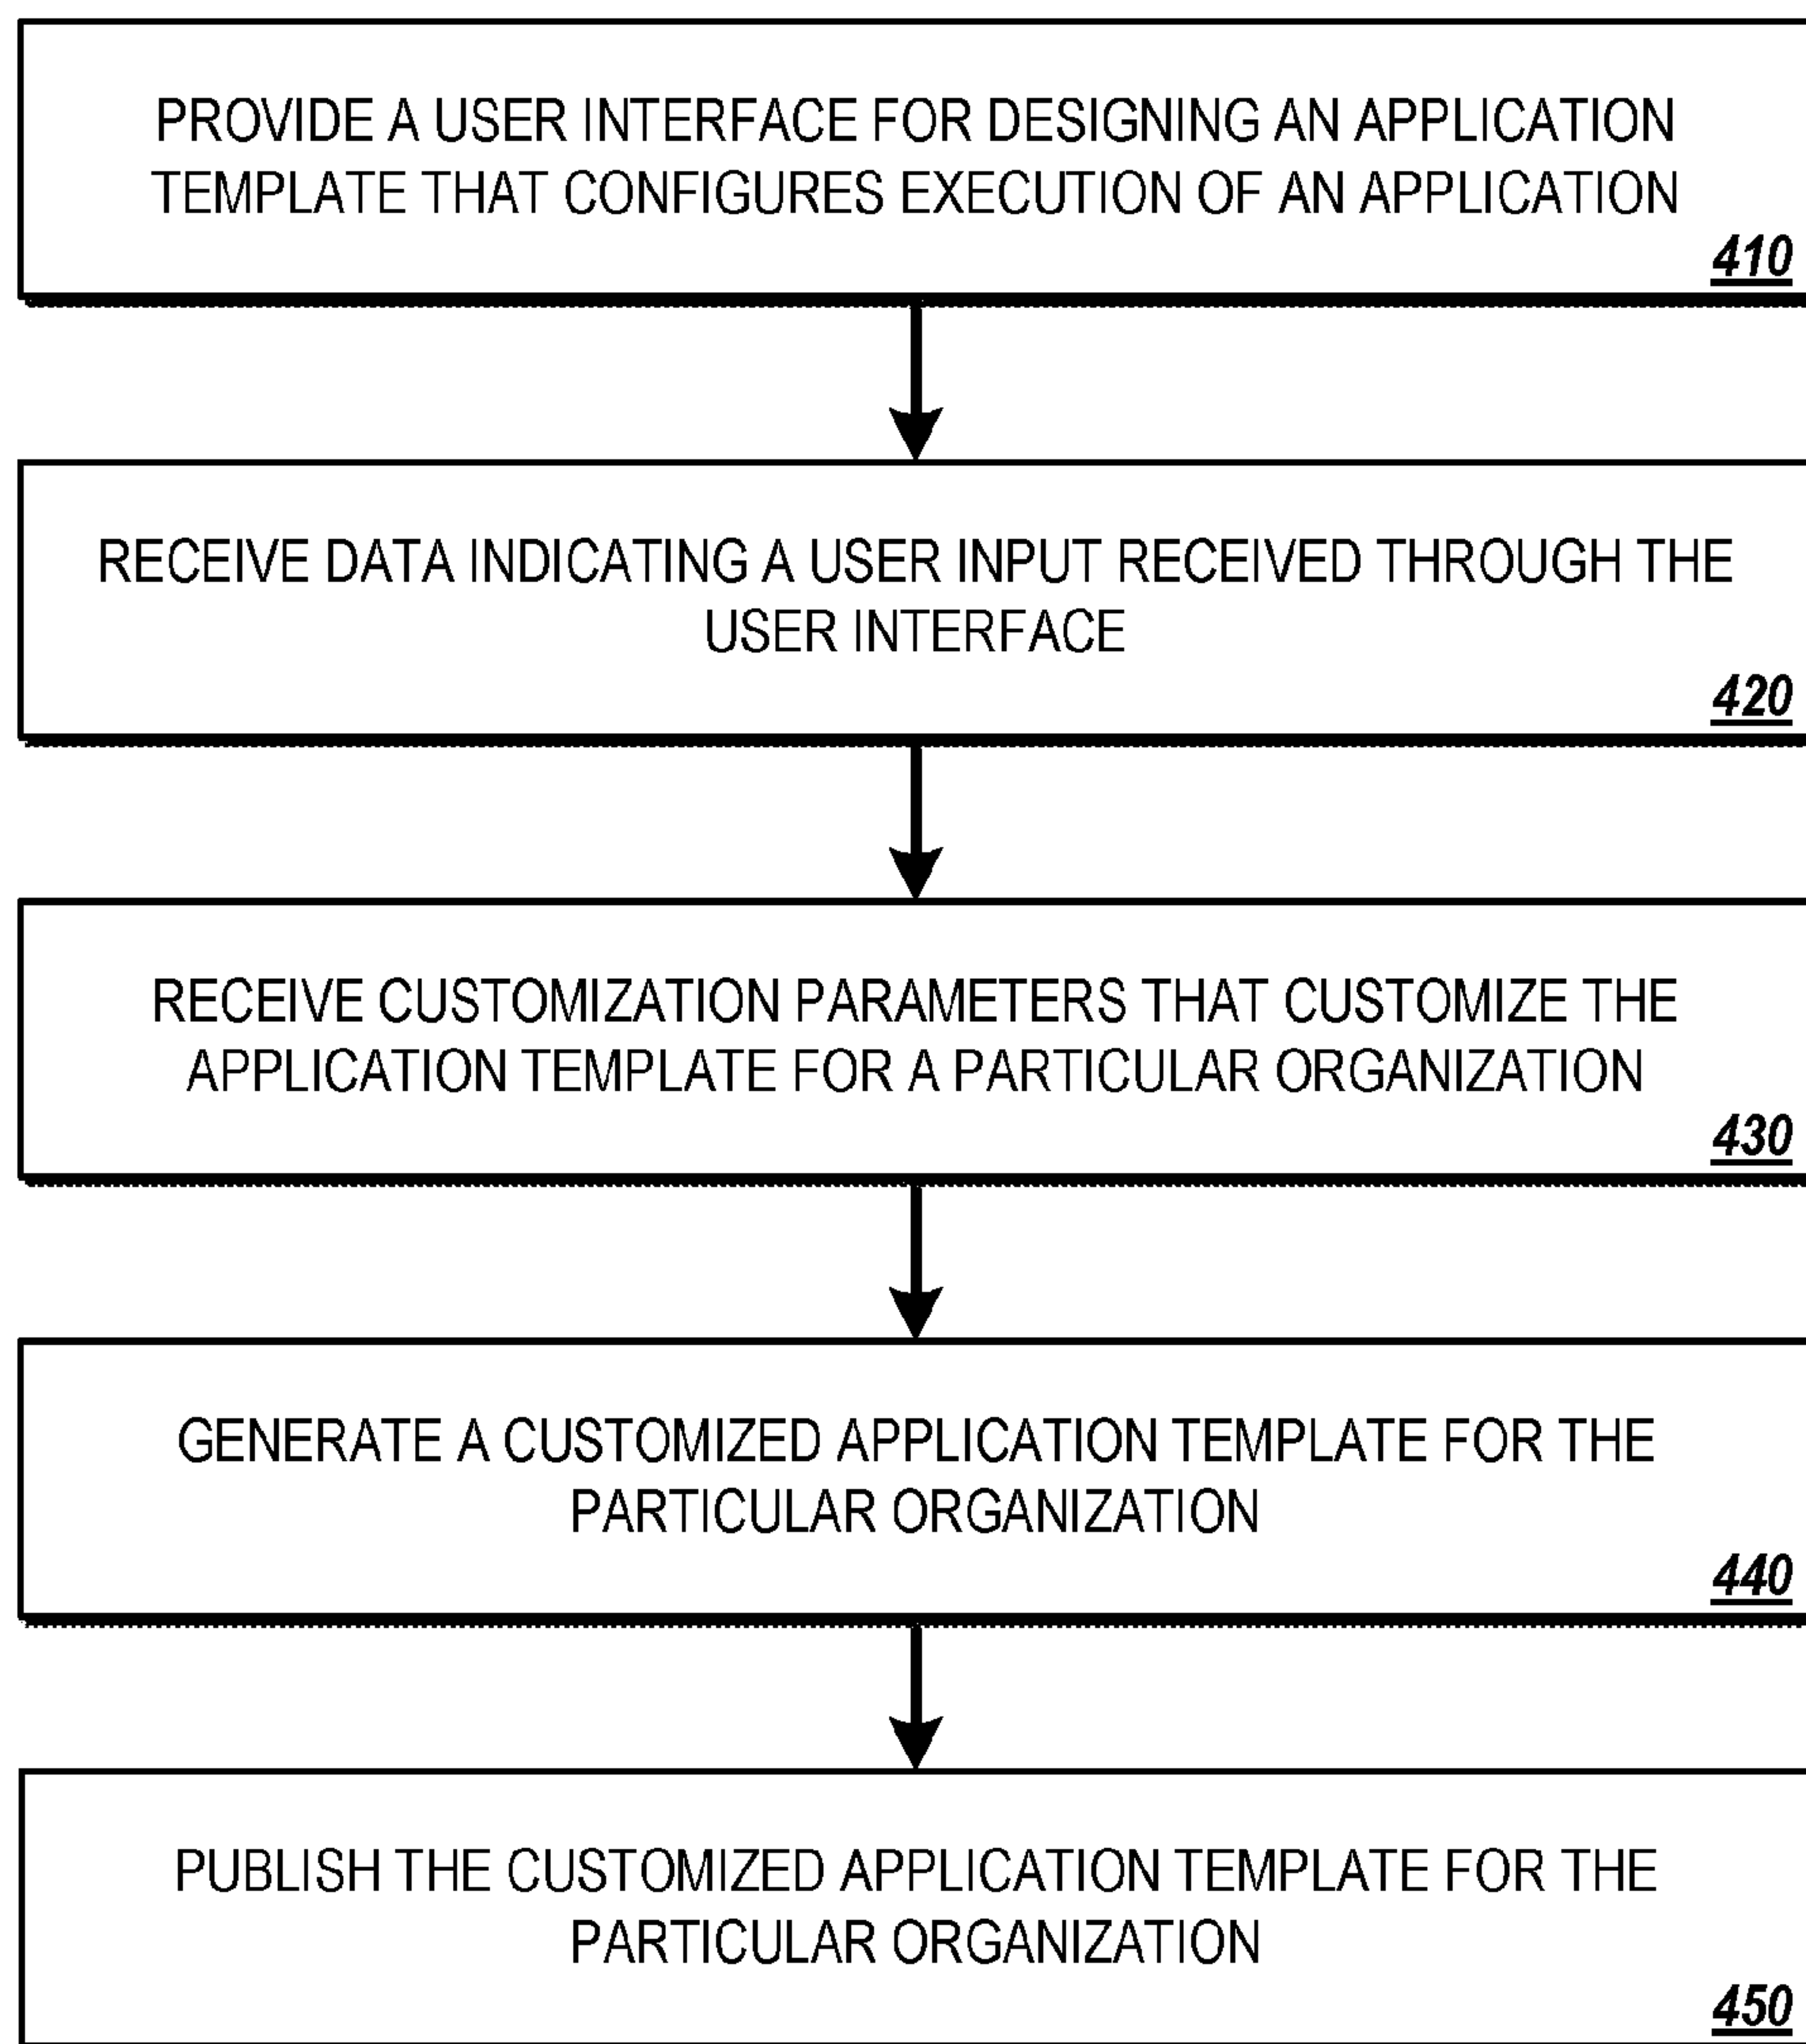 PROVIDE A USER INTERFACE FOR DESIGNING AN APPLICATION
TEMPLATE THAT CONFIGURES EXECUTION OF AN APPLICATION
410
RECEIVE DATA INDICATING A USER INPUT RECEIVED THROUGH THE
USER INTERFACE
420
RECEIVE CUSTOMIZATION PARAMETERS THAT CUSTOMIZE THE
APPLICATION TEMPLATE FOR A PARTICULAR ORGANIZATION
430
GENERATE A CUSTOMIZED APPLICATION TEMPLATE FOR THE
PARTICULAR ORGANIZATION
440
PUBLISH THE CUSTOMIZED APPLICATION TEMPLATE FOR THE
PARTICULAR ORGANIZATION
450